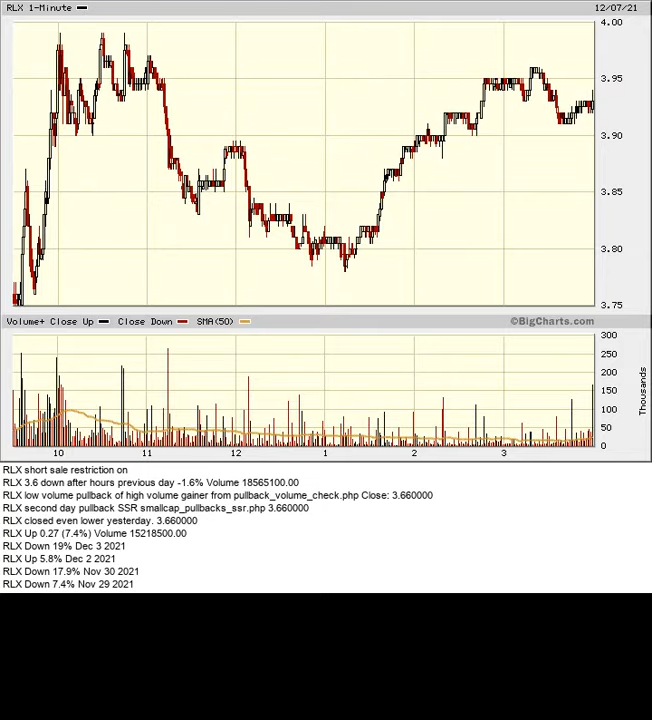 RLX 1-Minute 12/07/21
4.00
3.95
3.90
3.85
3.80
3.75
Volume+ Close Up Close Down SMA(50) ©BigCharts.com
300
250
200
150
100
50
0
Thousands
10 11 12 1 2 3
RLX short sale restriction on
RLX 3.6 down after hours previous day -1.6% Volume 18565100.00
RLX low volume pullback of high volume gainer from pullback_volume_check.php Close: 3.660000
RLX second day pullback SSR smallcap_pullbacks_ssr.php 3.660000
RLX closed even lower yesterday. 3.660000
RLX Up 0.27 (7.4%) Volume 15218500.00
RLX Down 19% Dec 3 2021
RLX Up 5.8% Dec 2 2021
RLX Down 17.9% Nov 30 2021
RLX Down 7.4% Nov 29 2021